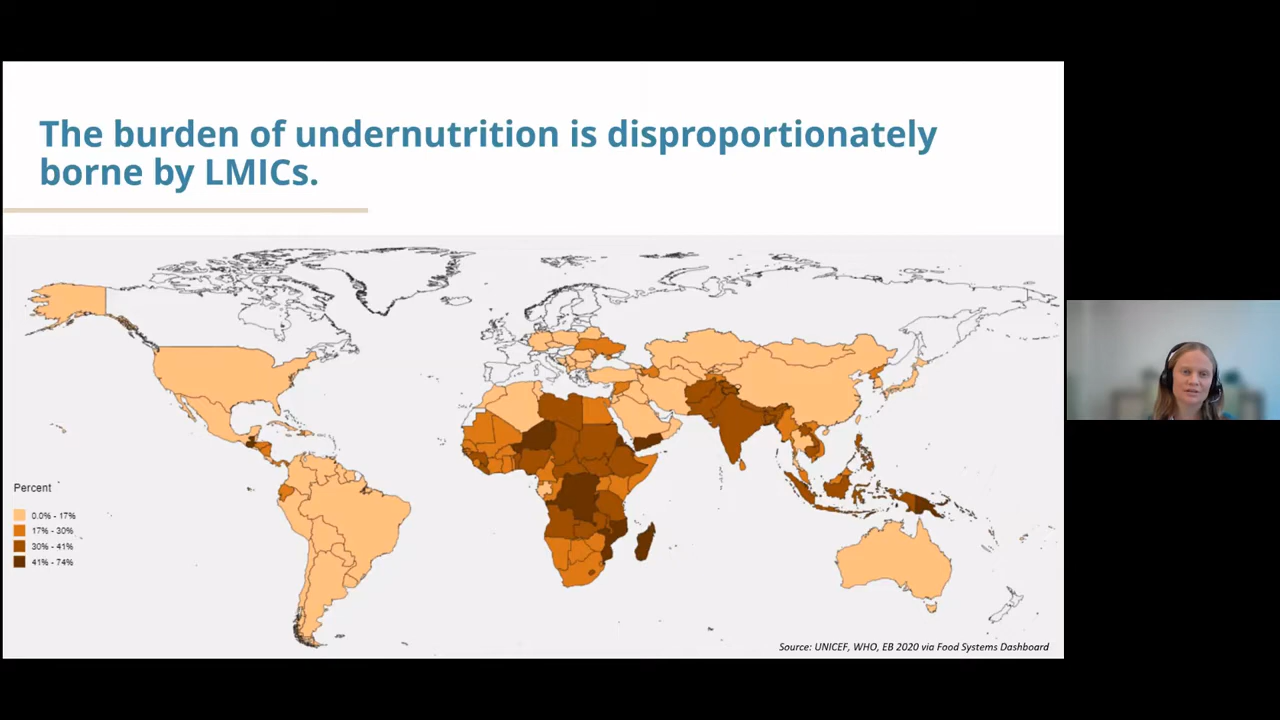 The burden of undernutrition is disproportionately
borne by LMICs.
Percent
0.0% - 17%
17% - 30%
30% - 41%
41% - 74%
Source: UNICEF, WHO, EB 2020 via Food Systems Dashboard